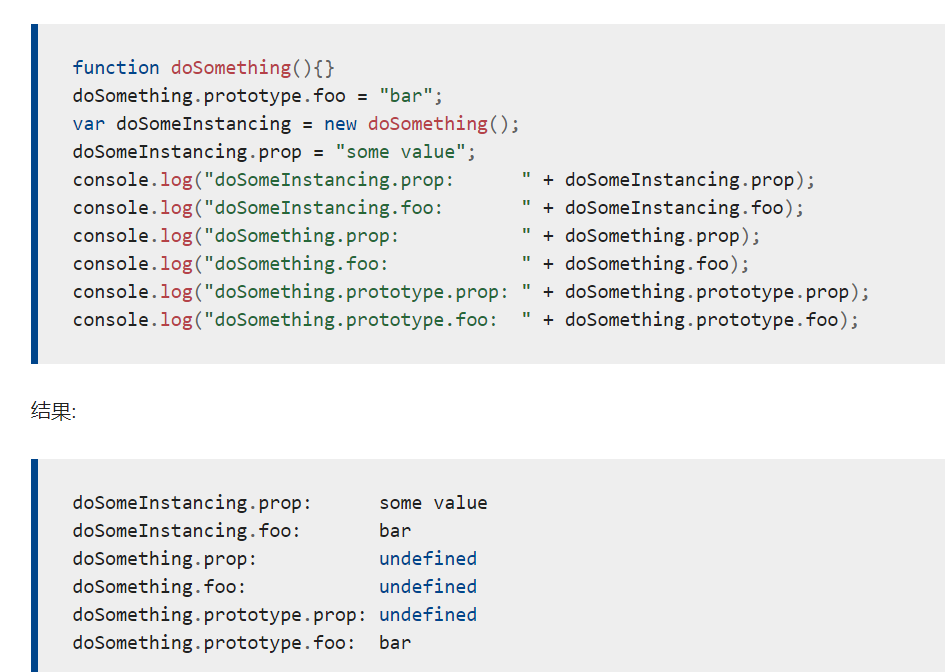 function doSomething(){}
doSomething.prototype.foo = "bar";
var doSomeInstancing = new doSomething();
doSomeInstancing.prop = "some value";
console.log("doSomeInstancing.prop:      " + doSomeInstancing.prop);
console.log("doSomeInstancing.foo:       " + doSomeInstancing.foo);
console.log("doSomething.prop:           " + doSomething.prop);
console.log("doSomething.foo:            " + doSomething.foo);
console.log("doSomething.prototype.prop: " + doSomething.prototype.prop);
console.log("doSomething.prototype.foo:  " + doSomething.prototype.foo);
结果:
doSomeInstancing.prop:      some value
doSomeInstancing.foo:       bar
doSomething.prop:           undefined
doSomething.foo:            undefined
doSomething.prototype.prop: undefined
doSomething.prototype.foo:  bar